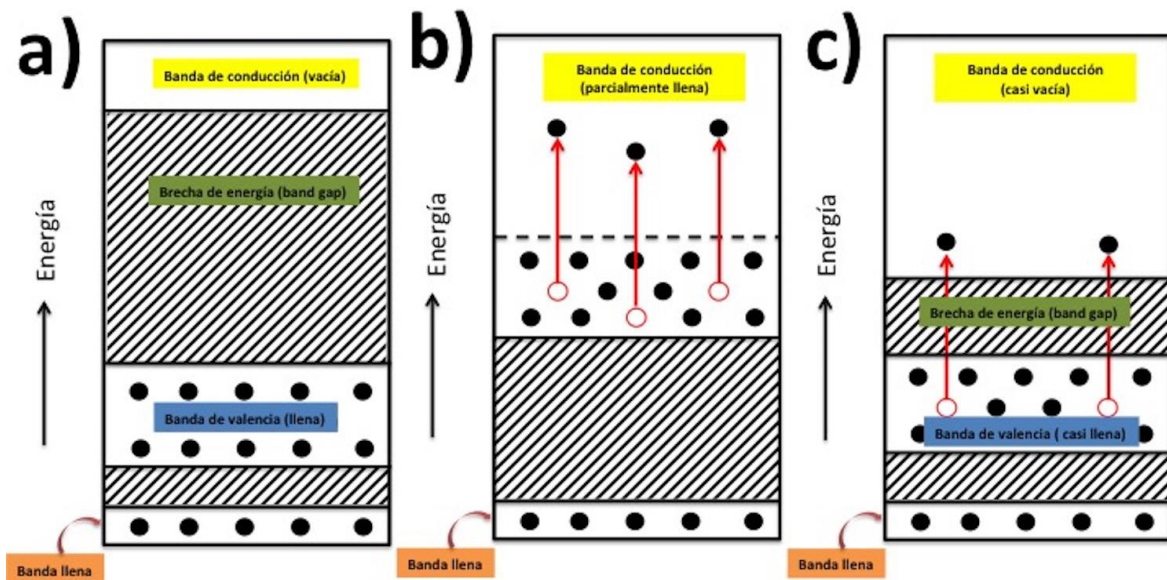 a)
Banda de conducción (vacía)
Brecha de energía (band gap)
Energía
Banda de valencia (llena)
Banda llena
b)
Banda de conducción
(parcialmente llena)
Energía
Banda llena
c)
Banda de conducción
(casi vacía)
Brecha de energía (band gap)
Energía
Banda de valencia ( casi llena)
Banda llena